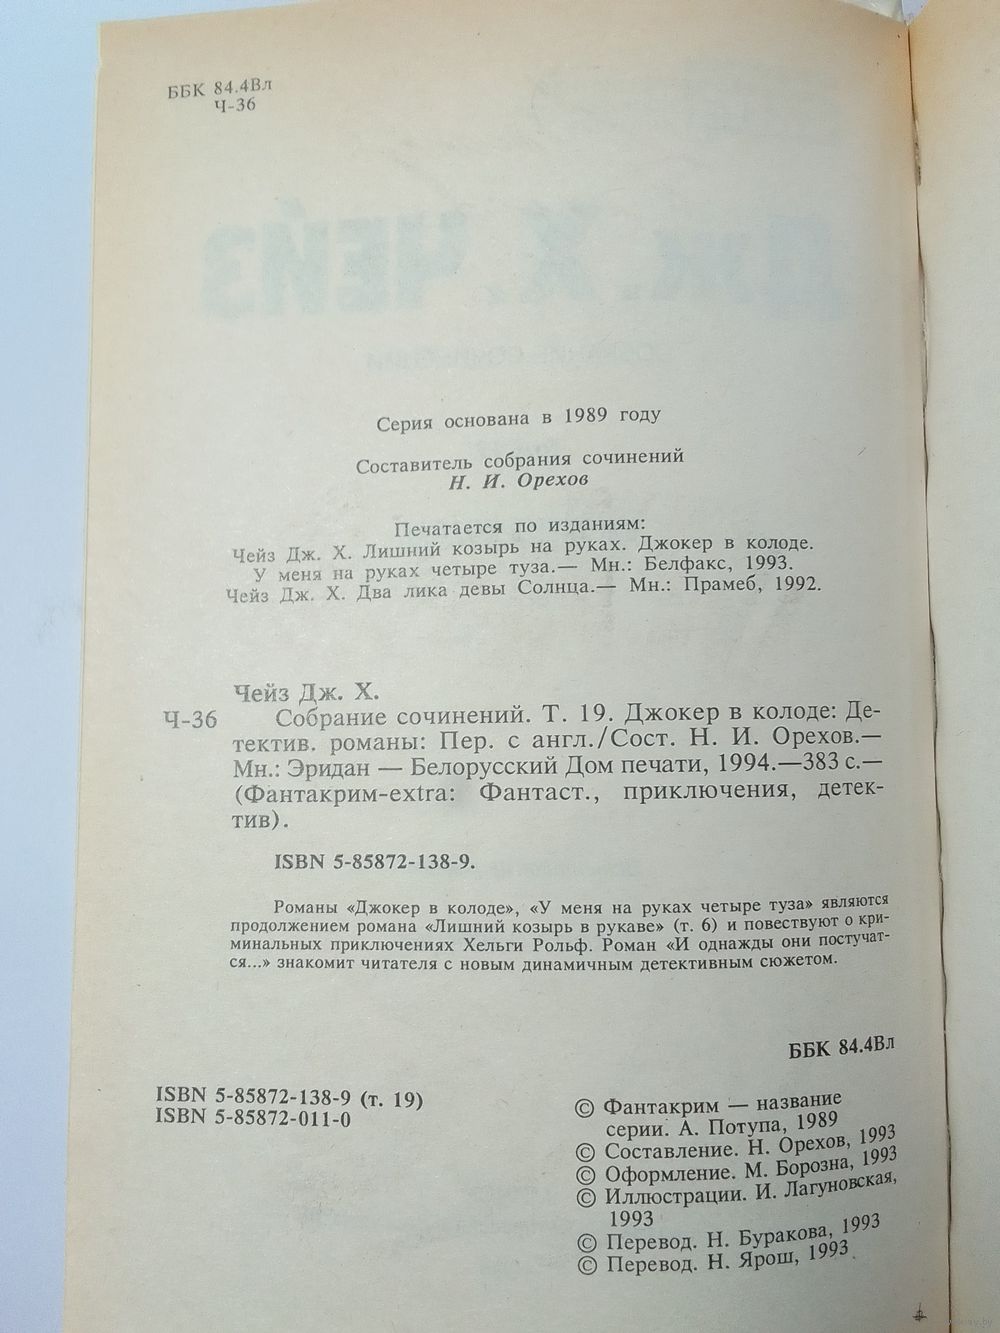 ББК 84.4Вл
Ч-36
Дж. Х. ЧЕЙЗ
СОБРАНИЕ СОЧИНЕНИЙ
Серия основана в 1989 году
Составитель собрания сочинений
Н. И. Орехов
Печатается по изданиям:
Чейз Дж. Х. Лишний козырь на руках. Джокер в колоде.
У меня на руках четыре туза.— Мн.: Белфакс, 1993.
Чейз Дж. Х. Два лика девы Солнца.— Мн.: Прамеб, 1992.
Чейз Дж. Х.
Ч-36 Собрание сочинений. Т. 19. Джокер в колоде: Де-
тектив. романы: Пер. с англ./Сост. Н. И. Орехов.—
Мн.: Эридан — Белорусский Дом печати, 1994.—383 с.—
(Фантакрим-extra: Фантаст., приключения, детек-
тив).
ISBN 5-85872-138-9.
Романы «Джокер в колоде», «У меня на руках четыре туза» являются
продолжением романа «Лишний козырь в рукаве» (т. 6) и повествуют о кри-
минальных приключениях Хельги Рольф. Роман «И однажды они постучат-
ся...» знакомит читателя с новым динамичным детективным сюжетом.
ББК 84.4Вл
ISBN 5-85872-138-9 (т. 19)
ISBN 5-85872-011-0
© Фантакрим — название
серии. А. Потупа, 1989
© Составление. Н. Орехов, 1993
© Оформление. М. Борозна, 1993
© Иллюстрации. И. Лагуновская,
1993
© Перевод. Н. Буракова, 1993
© Перевод. Н. Ярош, 1993